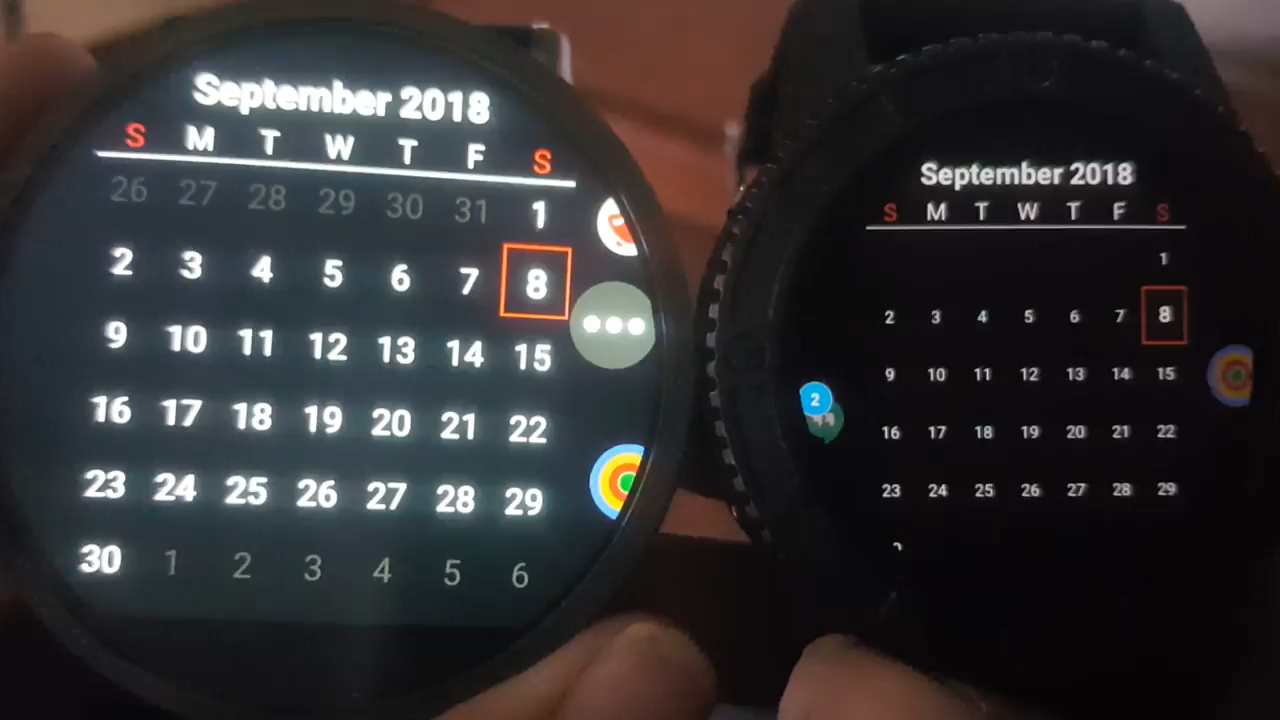 September 2018
S M T W T F S
26 27 28 29 30 31 1
2 3 4 5 6 7 8
9 10 11 12 13 14 15
16 17 18 19 20 21 22
23 24 25 26 27 28 29
30 1 2 3 4 5 6
September 2018
S M T W T F S
1
2 3 4 5 6 7 8
9 10 11 12 13 14 15
2
16 17 18 19 20 21 22
23 24 25 26 27 28 29